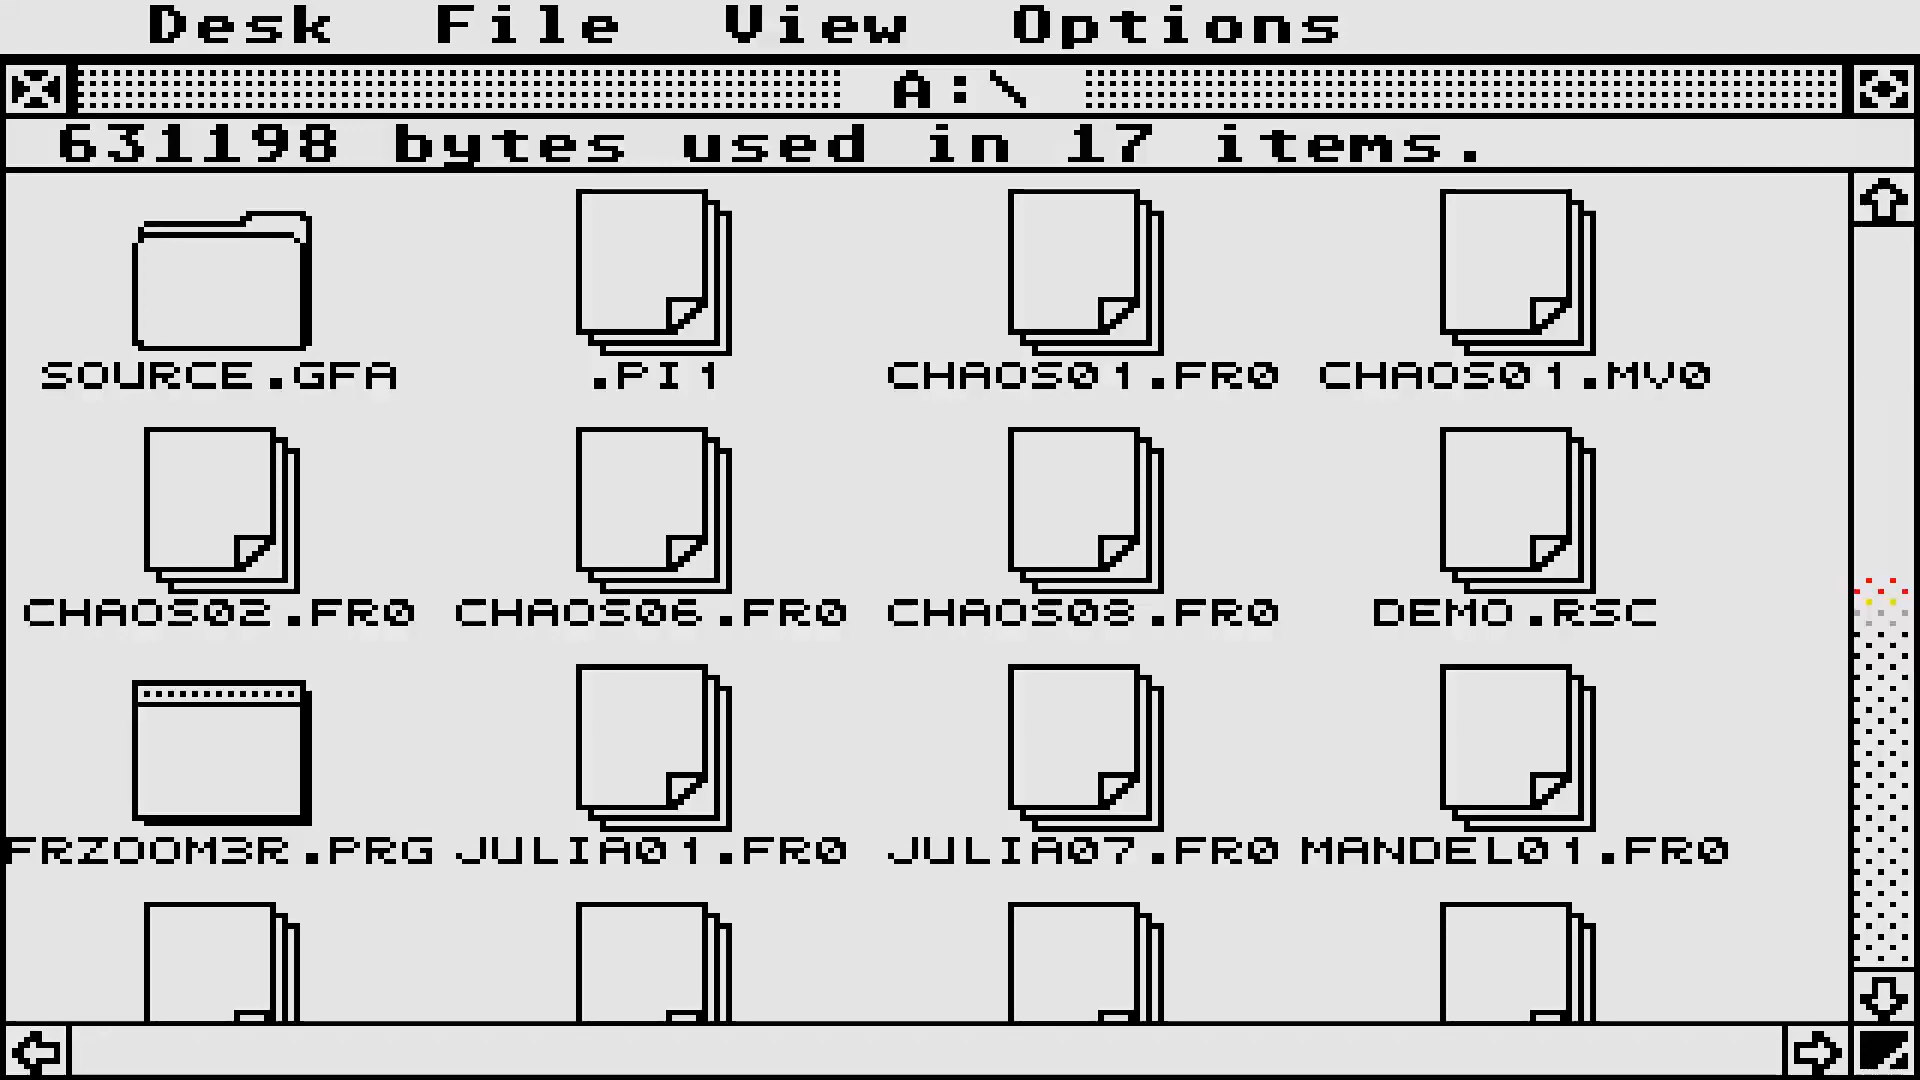 Desk File View Options
A:\
631198 bytes used in 17 items.
SOURCE.GFA .PI1 CHAOS01.FR0 CHAOS01.MV0
CHAOS02.FR0 CHAOS06.FR0 CHAOS08.FR0 DEMO.RSC
FRZOOM3R.PRG JULIA01.FR0 JULIA07.FR0 MANDEL01.FR0